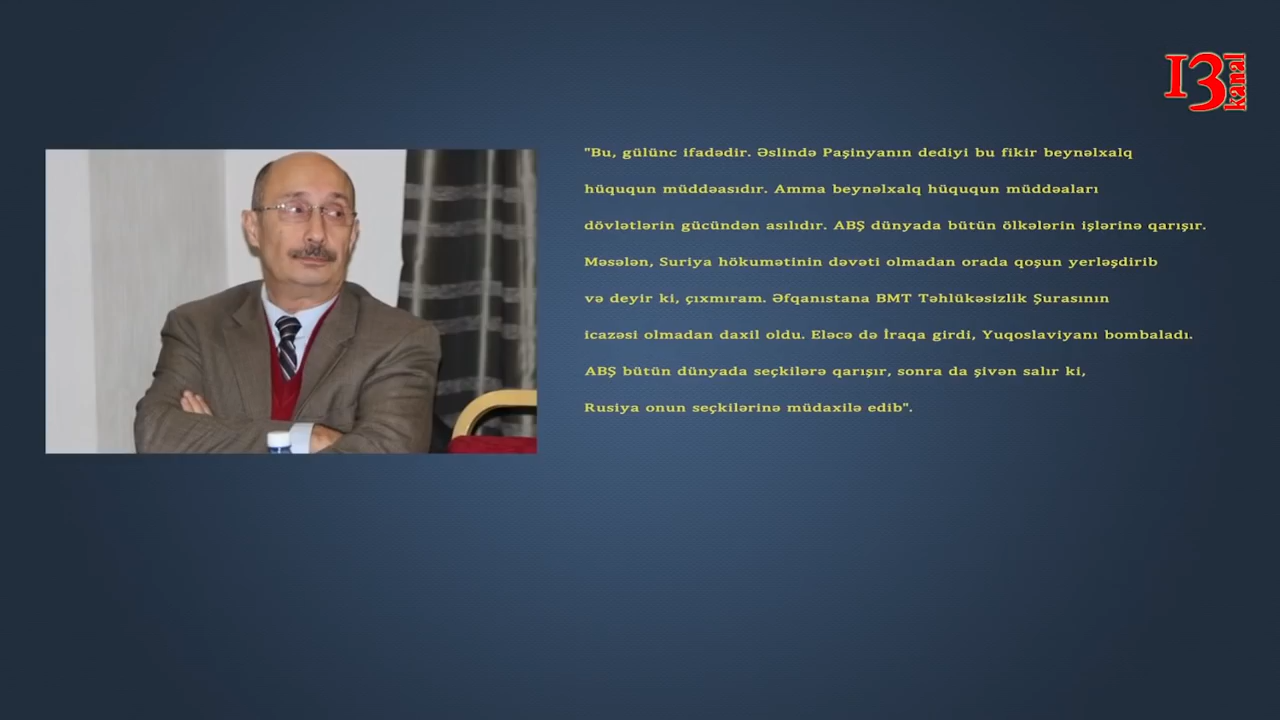 13 kanal
"Bu, gülünc ifadədir. Əslində Paşinyanın dediyi bu fikir beynəlxalq
hüququn müddəasıdır. Amma beynəlxalq hüququn müddəaları
dövlətlərin gücündən asılıdır. ABŞ dünyada bütün ölkələrin işlərinə qarışır.
Məsələn, Suriya hökumətinin dəvəti olmadan orada qoşun yerləşdirib
və deyir ki, çıxmıram. Əfqanıstana BMT Təhlükəsizlik Şurasının
icazəsi olmadan daxil oldu. Eləcə də İraqa girdi, Yuqoslaviyanı bombaladı.
ABŞ bütün dünyada seçkilərə qarışır, sonra da şivən salır ki,
Rusiya onun seçkilərinə müdaxilə edib".